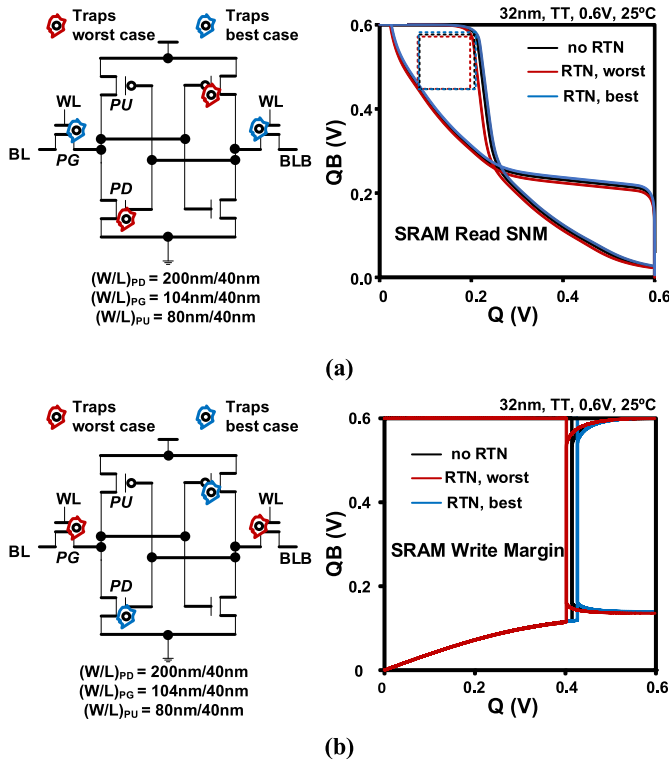 Traps
worst case
Traps
best case
PU
WL
WL
BL
PG
BLB
PD
(W/L)PD = 200nm/40nm
(W/L)PG = 104nm/40nm
(W/L)PU = 80nm/40nm
32nm, TT, 0.6V, 25ºC
0.6
0.4
0.2
0.0
QB (V)
no RTN
RTN, worst
RTN, best
SRAM Read SNM
0 0.2 0.4 0.6
Q (V)
(a)
Traps
worst case
Traps
best case
PU
WL
WL
BL
PG
BLB
PD
(W/L)PD = 200nm/40nm
(W/L)PG = 104nm/40nm
(W/L)PU = 80nm/40nm
32nm, TT, 0.6V, 25ºC
0.6
0.4
0.2
0
QB (V)
no RTN
RTN, worst
RTN, best
SRAM Write Margin
0 0.2 0.4 0.6
Q (V)
(b)